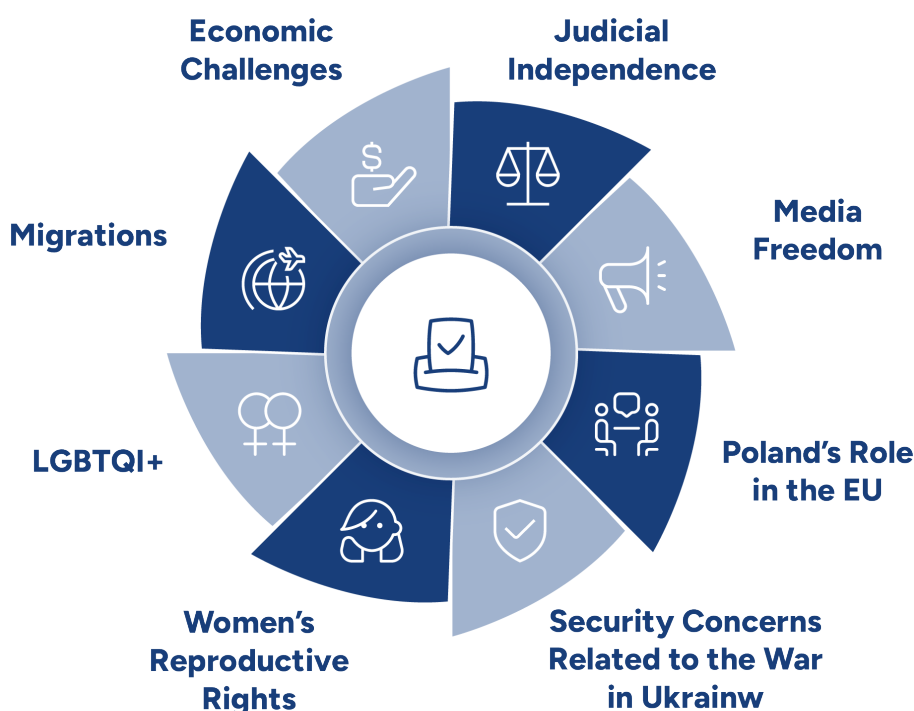 Economic
Challenges
Judicial
Independence
Media
Freedom
Migrations
Poland's Role
in the EU
LGBTQI+
Security Concerns
Related to the War
in Ukrainw
Women's
Reproductive
Rights
$